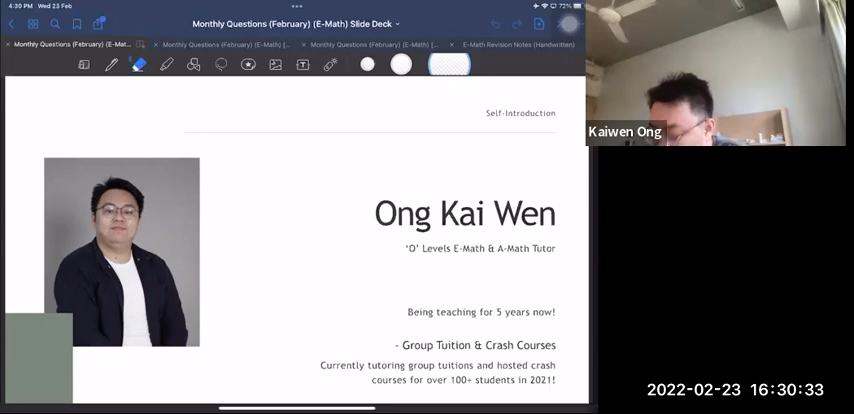 4:30 PM Wed 23 Feb
72%
Monthly Questions (February) (E-Math) Slide Deck
Monthly Questions (February) (E-Mat...
Monthly Questions (February) (E-Math) [...
Monthly Questions (February) (E-Math) [...
E-Math Revision Notes (Handwritten)
Kaiwen Ong
Self-Introduction
Ong Kai Wen
‘O’ Levels E-Math & A-Math Tutor
Being teaching for 5 years now!
- Group Tuition & Crash Courses
Currently tutoring group tuitions and hosted crash
courses for over 100+ students in 2021!
2022-02-23 16:30:33